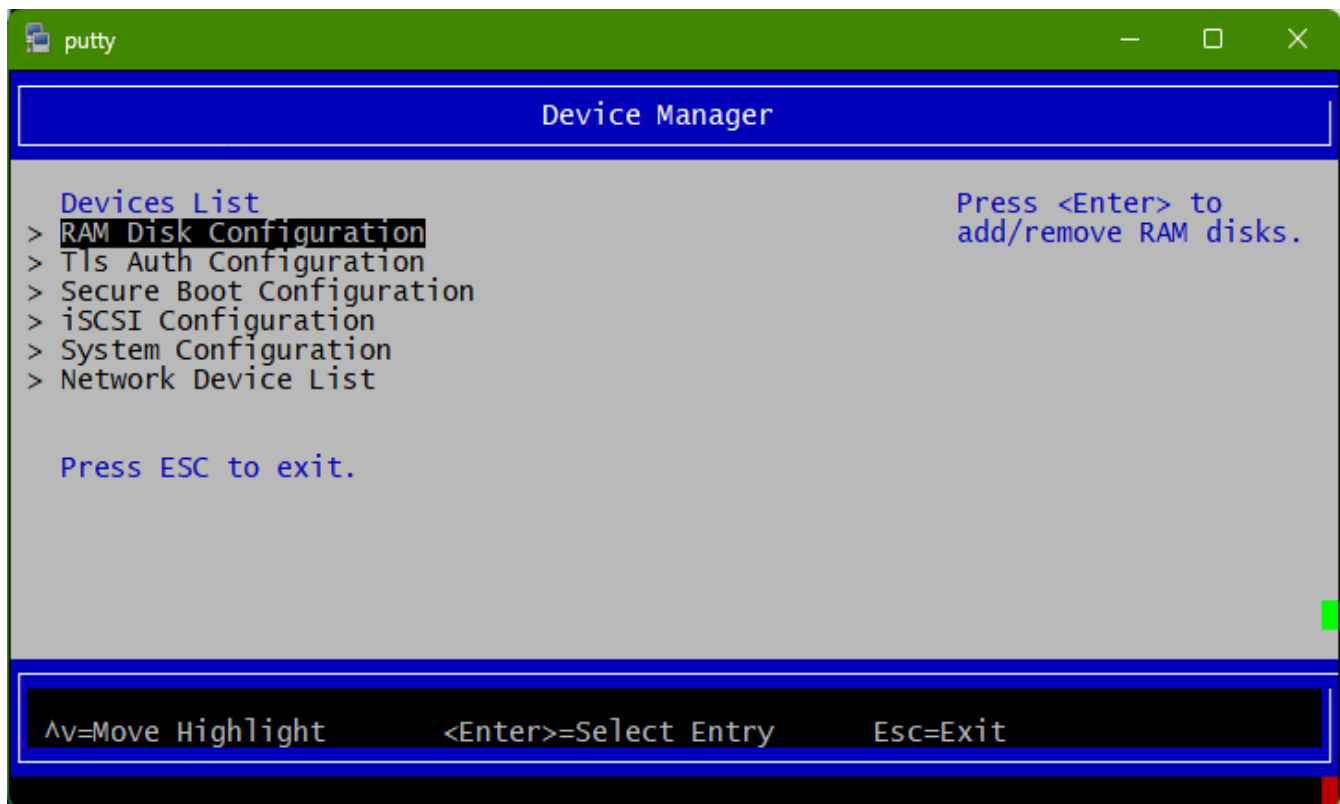 putty
Device Manager
Devices List
Press <Enter> to
> RAM Disk Configuration
add/remove RAM disks.
> Tls Auth Configuration
> Secure Boot Configuration
> iSCSI Configuration
> System Configuration
> Network Device List
Press ESC to exit.
^v=Move Highlight <Enter>=Select Entry Esc=Exit